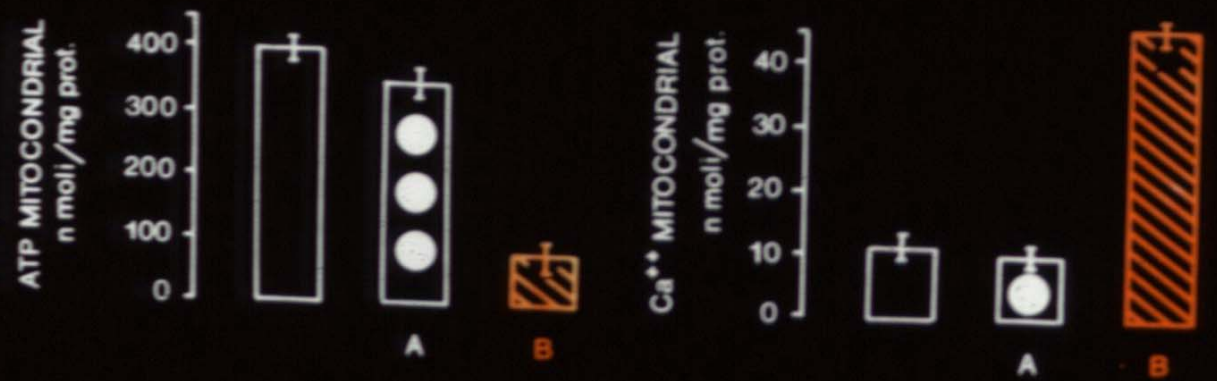 ATP MITOCONDRIAL
n moli/mg prot.
400
300
200
100
0
A
B
Ca++ MITOCONDRIAL
n moli/mg prot.
40
30
20
10
0
A
B